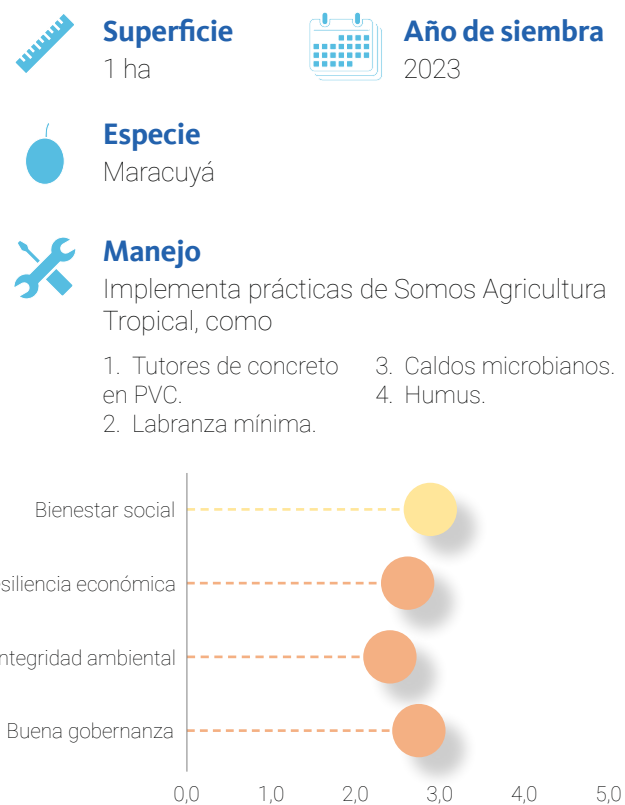 Superficie
1 ha
Año de siembra
2023
Especie
Maracuyá
Manejo
Implementa prácticas de Somos Agricultura
Tropical, como
1. Tutores de concreto
en PVC.
2. Labranza mínima.
3. Caldos microbianos.
4. Humus.
Bienestar social
siliencia económica
ntegridad ambiental
Buena gobernanza
0,0 1,0 2,0 3,0 4,0 5,0